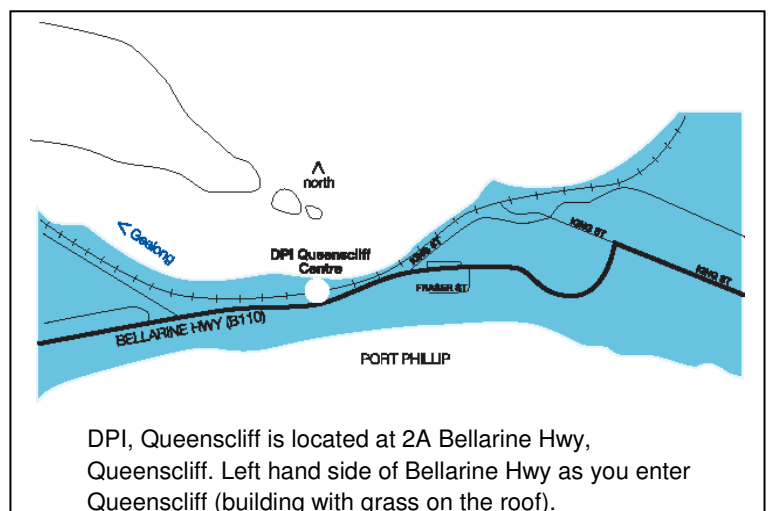 ^
north
< Geelong
DPI Queenscliff
Centre
KING ST
KING ST
KING ST
FRASER ST
BELLARINE HWY (B110)
PORT PHILLIP
DPI, Queenscliff is located at 2A Bellarine Hwy,
Queenscliff. Left hand side of Bellarine Hwy as you enter
Queenscliff (building with grass on the roof).